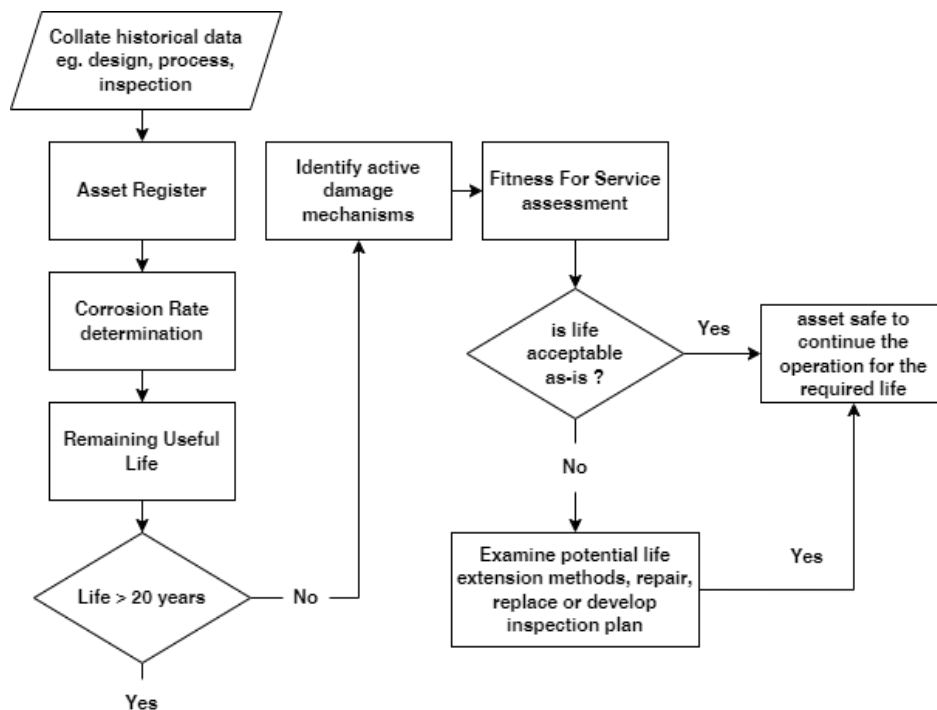 Collate historical data
eg. design, process,
inspection
Asset Register
Corrosion Rate
determination
Remaining Useful
Life
Life > 20 years
Yes
No
Identify active
damage
mechanisms
Fitness For Service
assessment
is life
acceptable
as-is ?
Yes
asset safe to
continue the
operation for the
required life
No
Examine potential life
extension methods, repair,
replace or develop
inspection plan
Yes